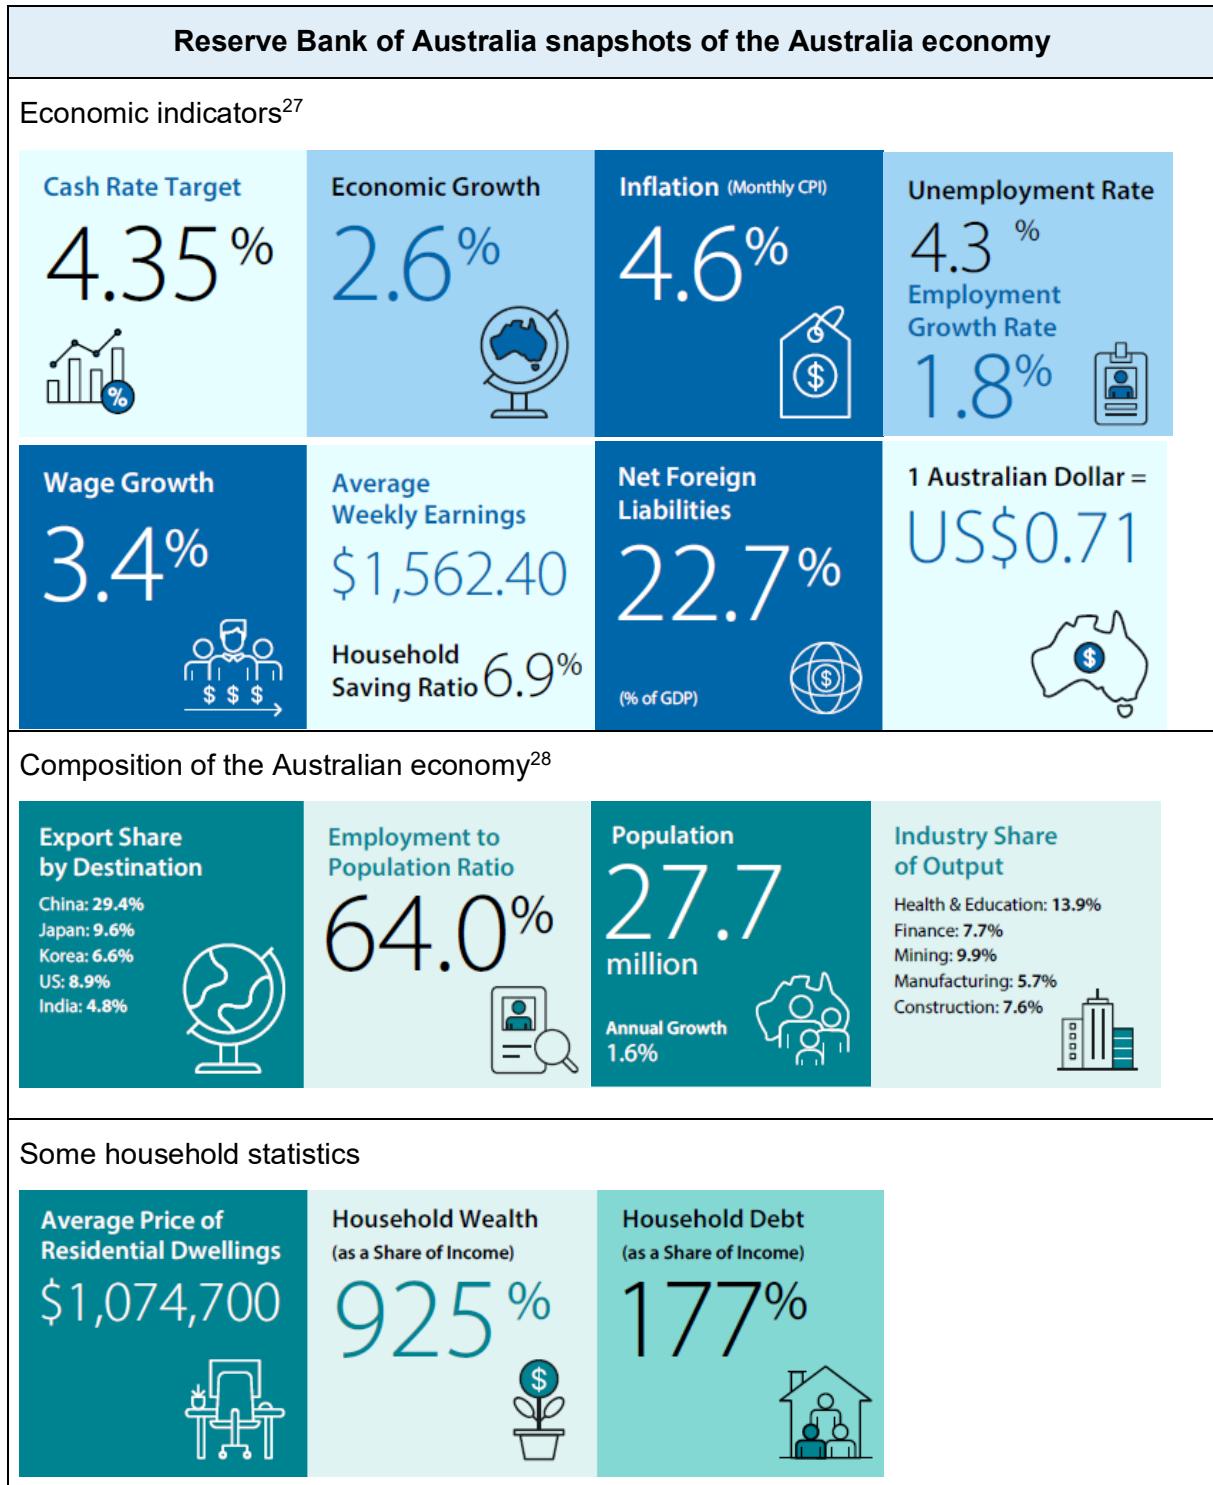 Reserve Bank of Australia snapshots of the Australia economy
Economic indicators27
Cash Rate Target
4.35%
%
Economic Growth
2.6%
Inflation (Monthly CPI)
4.6%
$
Unemployment Rate
4.3 %
Employment
Growth Rate
1.8%
Wage Growth
3.4%
$ $ $
Average
Weekly Earnings
$1,562.40
Household
Saving Ratio 6.9%
Net Foreign
Liabilities
22.7%
(% of GDP)
$
1 Australian Dollar =
US$0.71
$
Composition of the Australian economy28
Export Share
by Destination
China: 29.4%
Japan: 9.6%
Korea: 6.6%
US: 8.9%
India: 4.8%
Employment to
Population Ratio
64.0%
Population
27.7
million
Annual Growth
1.6%
Industry Share
of Output
Health & Education: 13.9%
Finance: 7.7%
Mining: 9.9%
Manufacturing: 5.7%
Construction: 7.6%
Some household statistics
Average Price of
Residential Dwellings
$1,074,700
Household Wealth
(as a Share of Income)
925%
$
Household Debt
(as a Share of Income)
177%